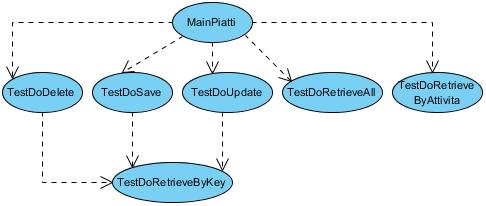 MainPiatti
TestDoDelete
TestDoSave
TestDoUpdate
TestDoRetrieveAll
TestDoRetrieve
ByAttivita
TestDoRetrieveByKey